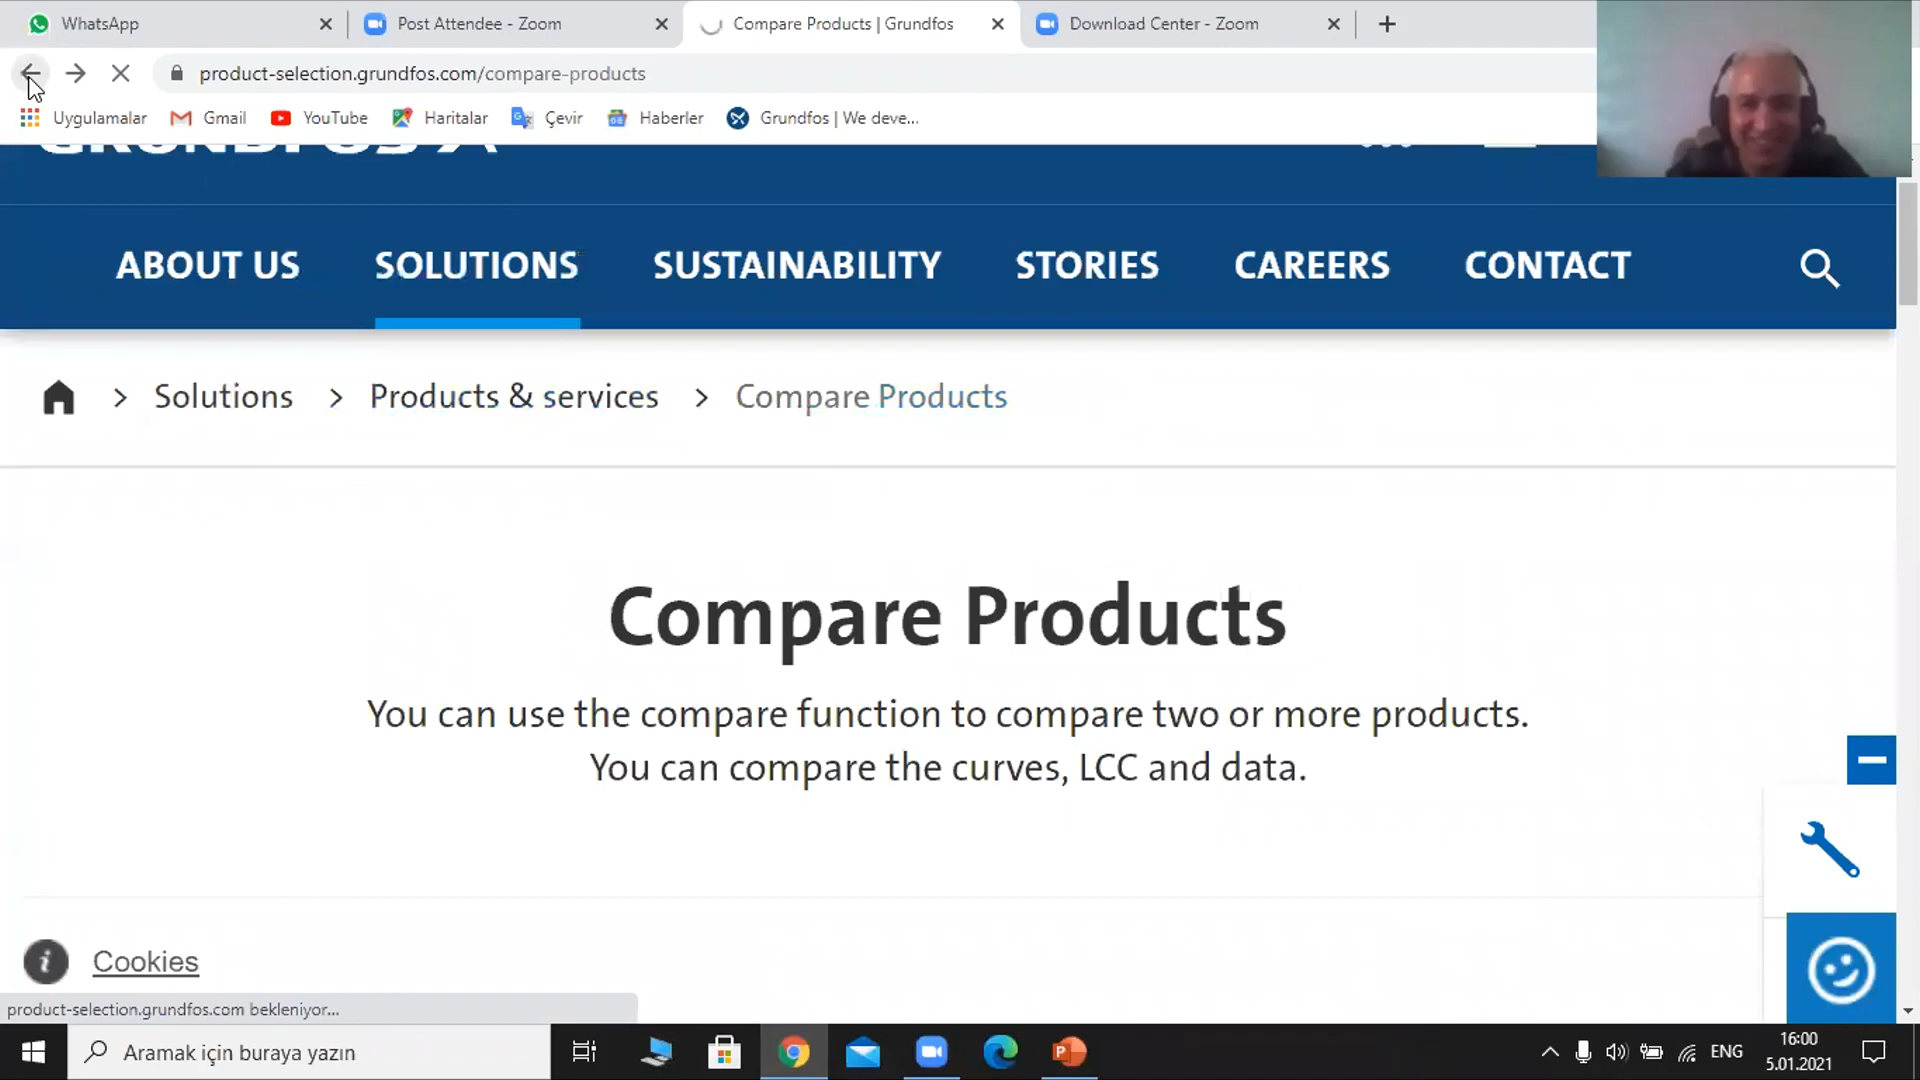 WhatsApp
Post Attendee - Zoom
Compare Products | Grundfos
Download Center - Zoom
product-selection.grundfos.com/compare-products
Uygulamalar
Gmail
YouTube
Haritalar
Çevir
Haberler
Grundfos | We deve...
GRUNDFOS
ABOUT US
SOLUTIONS
SUSTAINABILITY
STORIES
CAREERS
CONTACT
Solutions > Products & services > Compare Products
Compare Products
You can use the compare function to compare two or more products.
You can compare the curves, LCC and data.
Cookies
product-selection.grundfos.com bekleniyor...
Aramak için buraya yazın
ENG
16:00
5.01.2021